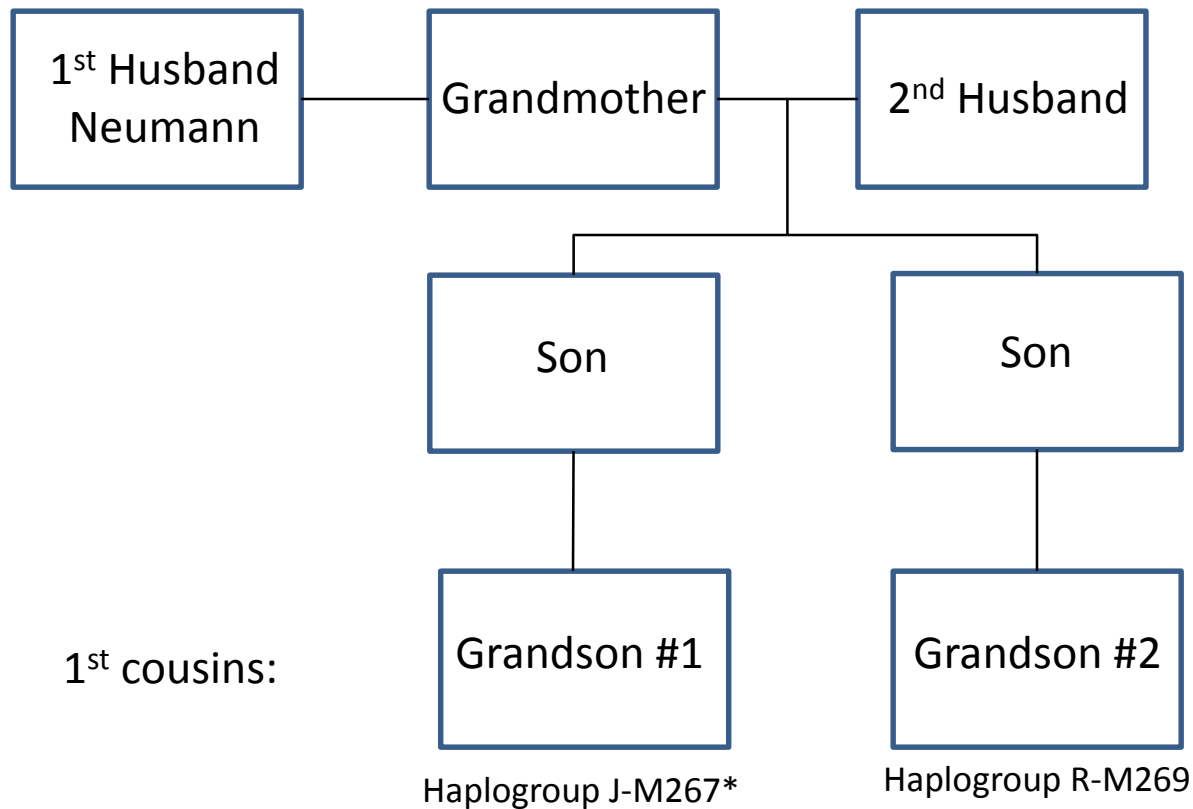 1st Husband
Neumann
Grandmother
2nd Husband
Son
Son
1st cousins:
Grandson #1
Grandson #2
Haplogroup J-M267*
Haplogroup R-M269